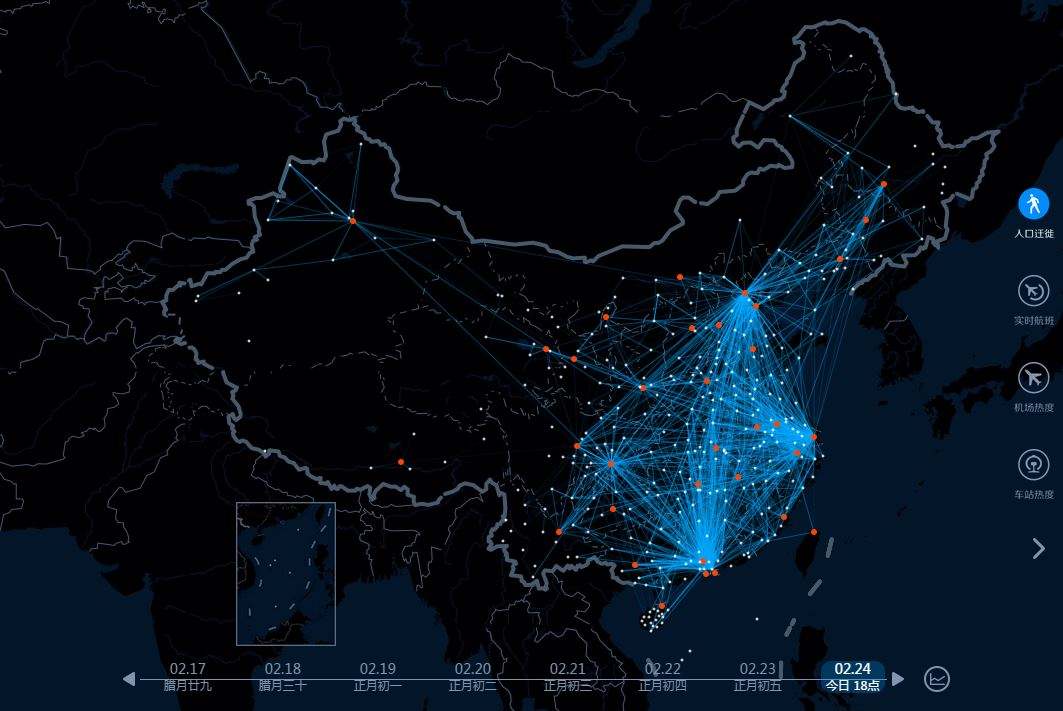 人口迁徙
实时航班
机场热度
车站热度
02.17
腊月廿九
02.18
腊月三十
02.19
正月初一
02.20
正月初二
02.21
正月初三
02.22
正月初四
02.23
正月初五
02.24
今日 18点